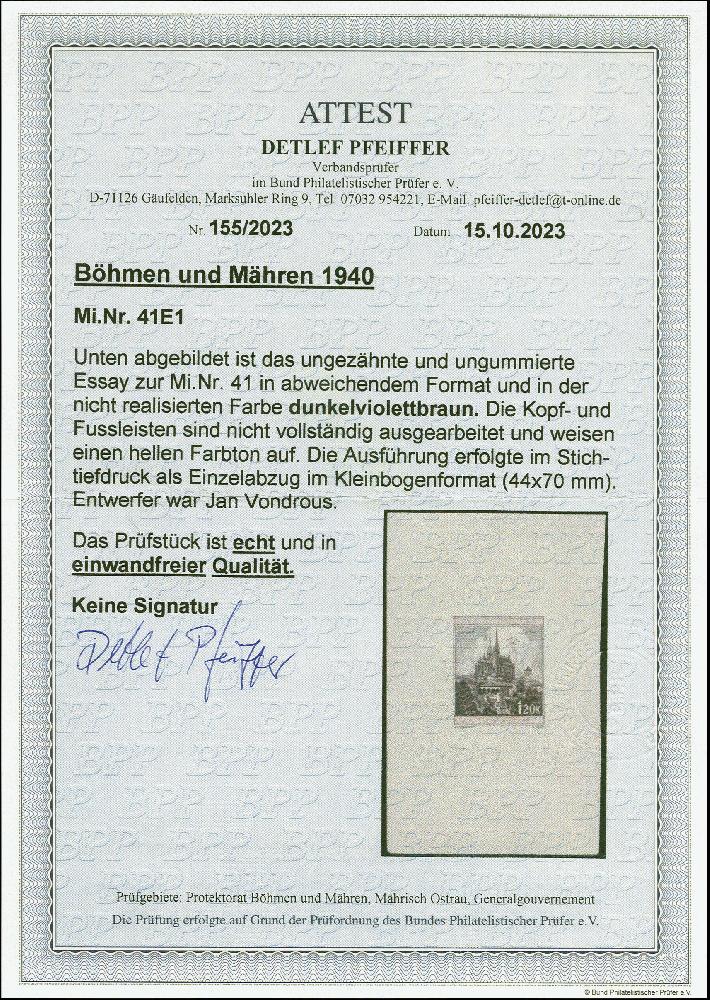 ATTEST
DETLEF PFEIFFER
Verbandsprüfer
im Bund Philatelistischer Prüfer e. V.
D-71126 Gäufelden, Marksuhler Ring 9, Tel. 07032 954221, E-Mail: pfeiffer-detlef@t-online.de
Nr. 155/2023 Datum 15.10.2023
Böhmen und Mähren 1940
Mi.Nr. 41E1
Unten abgebildet ist das ungezähnte und ungummierte
Essay zur Mi.Nr. 41 in abweichendem Format und in der
nicht realisierten Farbe dunkelviolettbraun. Die Kopf- und
Fussleisten sind nicht vollständig ausgearbeitet und weisen
einen hellen Farbton auf. Die Ausführung erfolgte im Stich-
tiefdruck als Einzelabzug im Kleinbogenformat (44x70 mm).
Entwerfer war Jan Vondrous.
Das Prüfstück ist echt und in
einwandfreier Qualität.
Keine Signatur
Detlef Pfeiffer
1.20K
Prüfgebiete: Protektorat Böhmen und Mähren, Mährisch Ostrau, Generalgouvernement
Die Prüfung erfolgte auf Grund der Prüfordnung des Bundes Philatelistischer Prüfer e.V.
© Bund Philatelistischer Prüfer e.V.